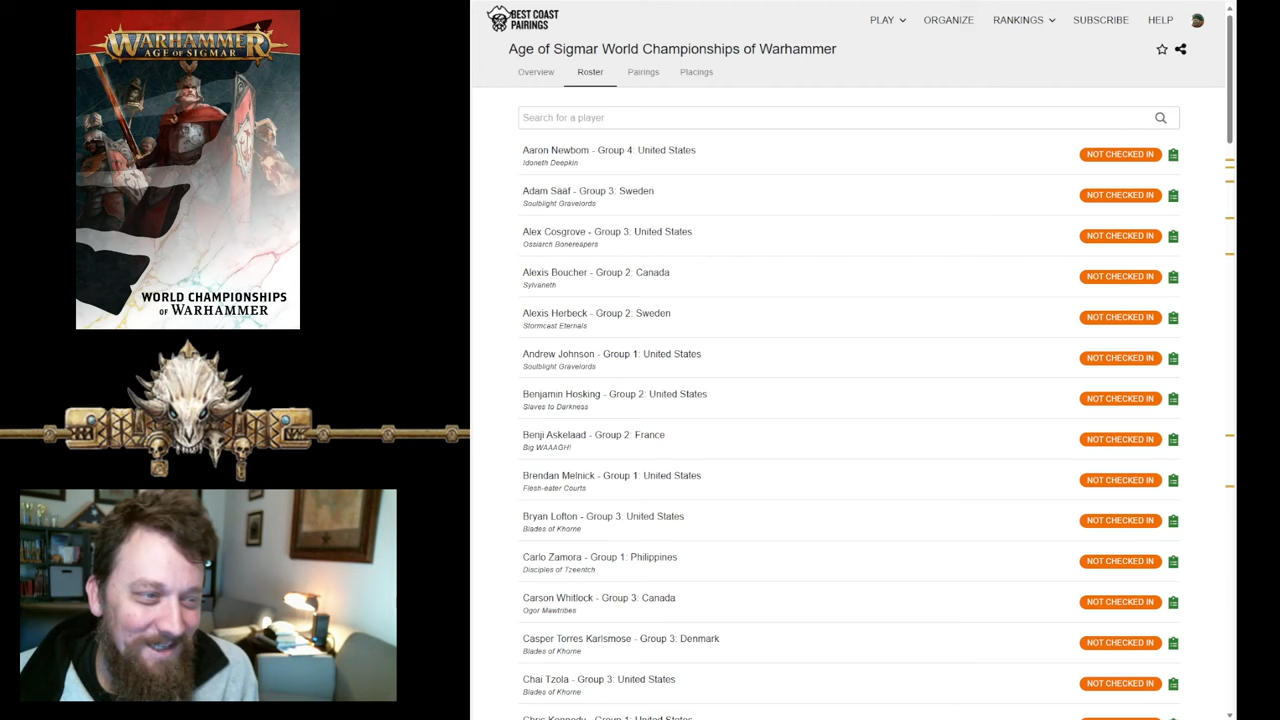 WARHAMMER
AGE OF SIGMAR
WORLD CHAMPIONSHIPS
OF WARHAMMER
BEST COAST
PAIRINGS
PLAY
ORGANIZE
RANKINGS
SUBSCRIBE
HELP
Age of Sigmar World Championships of Warhammer
Overview
Roster
Pairings
Placings
Search for a player
Aaron Newbom - Group 4: United States
Idoneth Deepkin
NOT CHECKED IN
Adam Sääf - Group 3: Sweden
Soulblight Gravelords
NOT CHECKED IN
Alex Cosgrove - Group 3: United States
Ossiarch Bonereapers
NOT CHECKED IN
Alexis Boucher - Group 2: Canada
Sylvaneth
NOT CHECKED IN
Alexis Herbeck - Group 2: Sweden
Stormcast Eternals
NOT CHECKED IN
Andrew Johnson - Group 1: United States
Soulblight Gravelords
NOT CHECKED IN
Benjamin Hosking - Group 2: United States
Slaves to Darkness
NOT CHECKED IN
Benji Askelaad - Group 2: France
Big WAAAGH!
NOT CHECKED IN
Brendan Melnick - Group 1: United States
Flesh-eater Courts
NOT CHECKED IN
Bryan Lofton - Group 3: United States
Blades of Khorne
NOT CHECKED IN
Carlo Zamora - Group 1: Philippines
Disciples of Tzeentch
NOT CHECKED IN
Carson Whitlock - Group 3: Canada
Ogor Mawtribes
NOT CHECKED IN
Casper Torres Karlsmose - Group 3: Denmark
Blades of Khorne
NOT CHECKED IN
Chai Tzola - Group 3: United States
Blades of Khorne
NOT CHECKED IN
Chris Kennedy - Group 1: United States